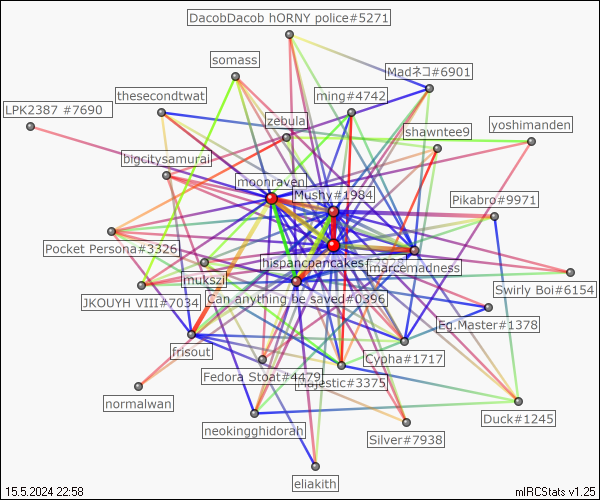 DacobDacob hORNY police#5271
somass
Madネコ#6901
thesecondtwat
ming#4742
LPK2387 #7690
zebula
shawntee9
yoshimanden
bigcitysamurai
moonraven
Mushy#1984
Pikabro#9971
Pocket Persona#3326
hispancpancakes
marcemadness
mukszi
Swirly Boi#6154
JKOUYH VIII#7034
Can anything be saved#0396
Eg.Master#1378
frisout
Cypha#1717
Fedora Stoat#4479
Majestic#3375
normalwan
Duck#1245
neokingghidorah
Silver#7938
eliakith
15.5.2024 22:58
mIRCStats v1.25